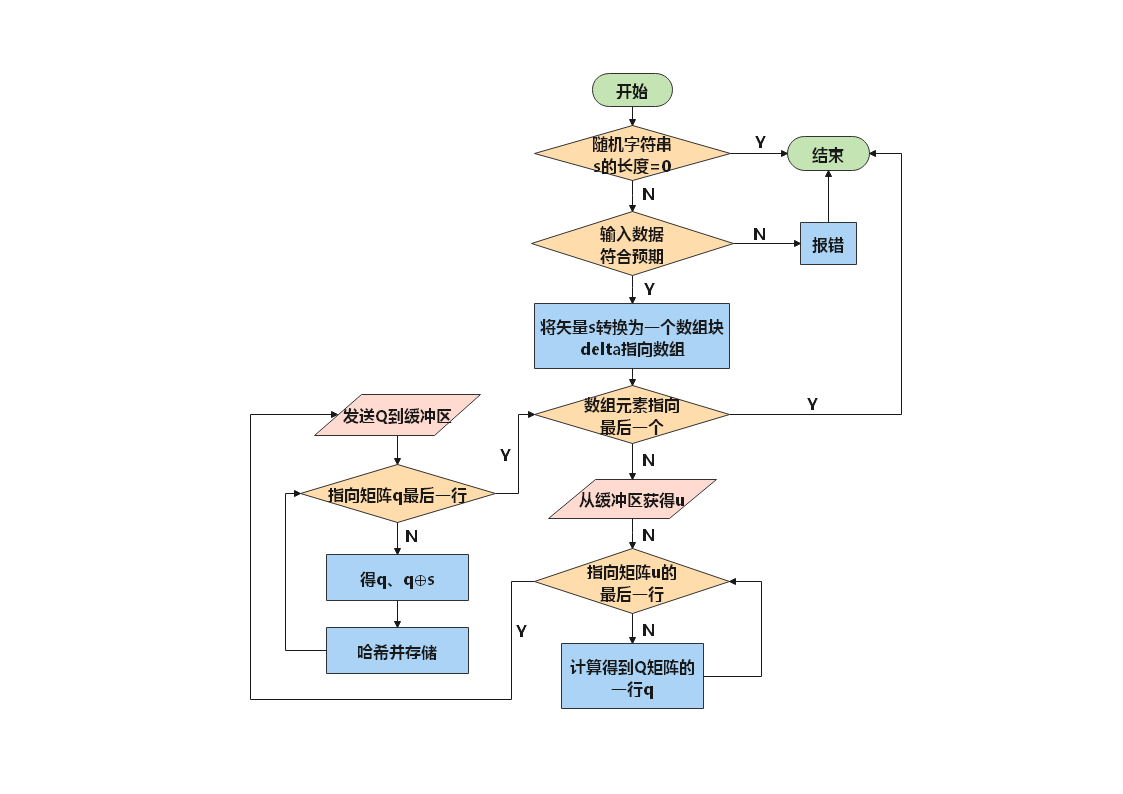 开始
随机字符串
s的长度=0
Y
结束
N
输入数据
符合预期
N
报错
Y
将矢量s转换为一个数组块
delta指向数组
数组元素指向
最后一个
Y
N
从缓冲区获得u
N
指向矩阵u的
最后一行
Y
N
计算得到Q矩阵的
一行q
发送Q到缓冲区
指向矩阵q最后一行
Y
N
得q、q⊕s
哈希并存储